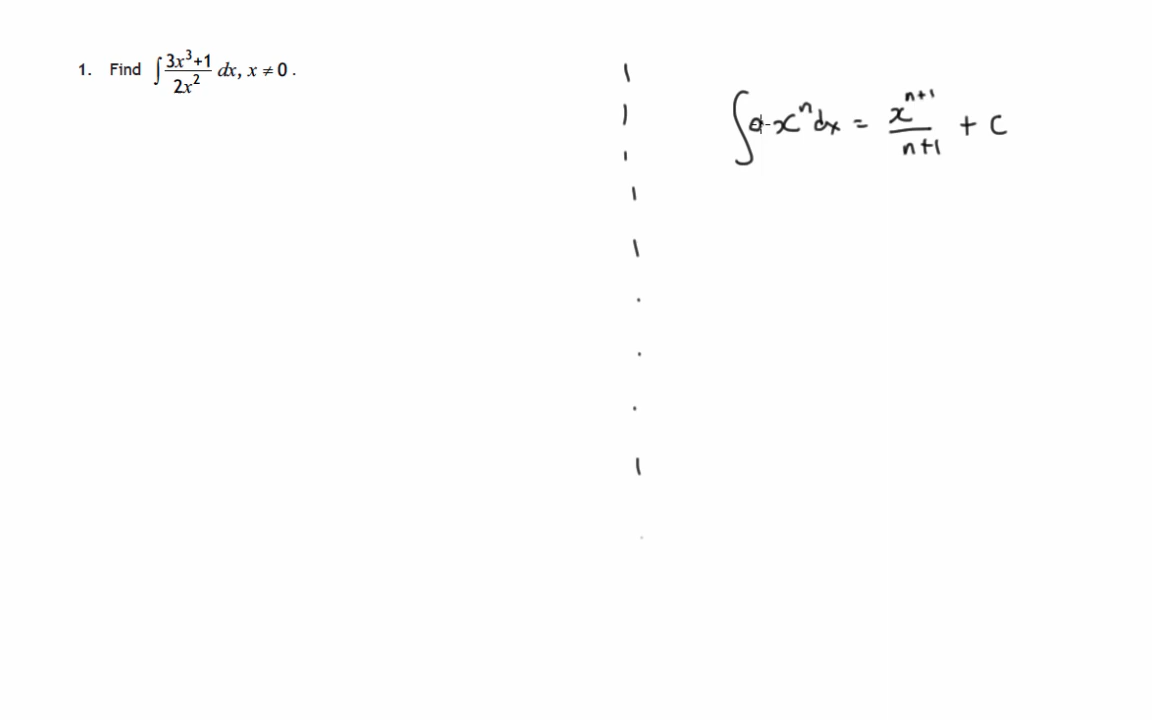 1. Find ∫ (3x³+1)/(2x²) dx, x ≠ 0 .
∫ a·xⁿ dx = xⁿ⁺¹/(n+1) + C